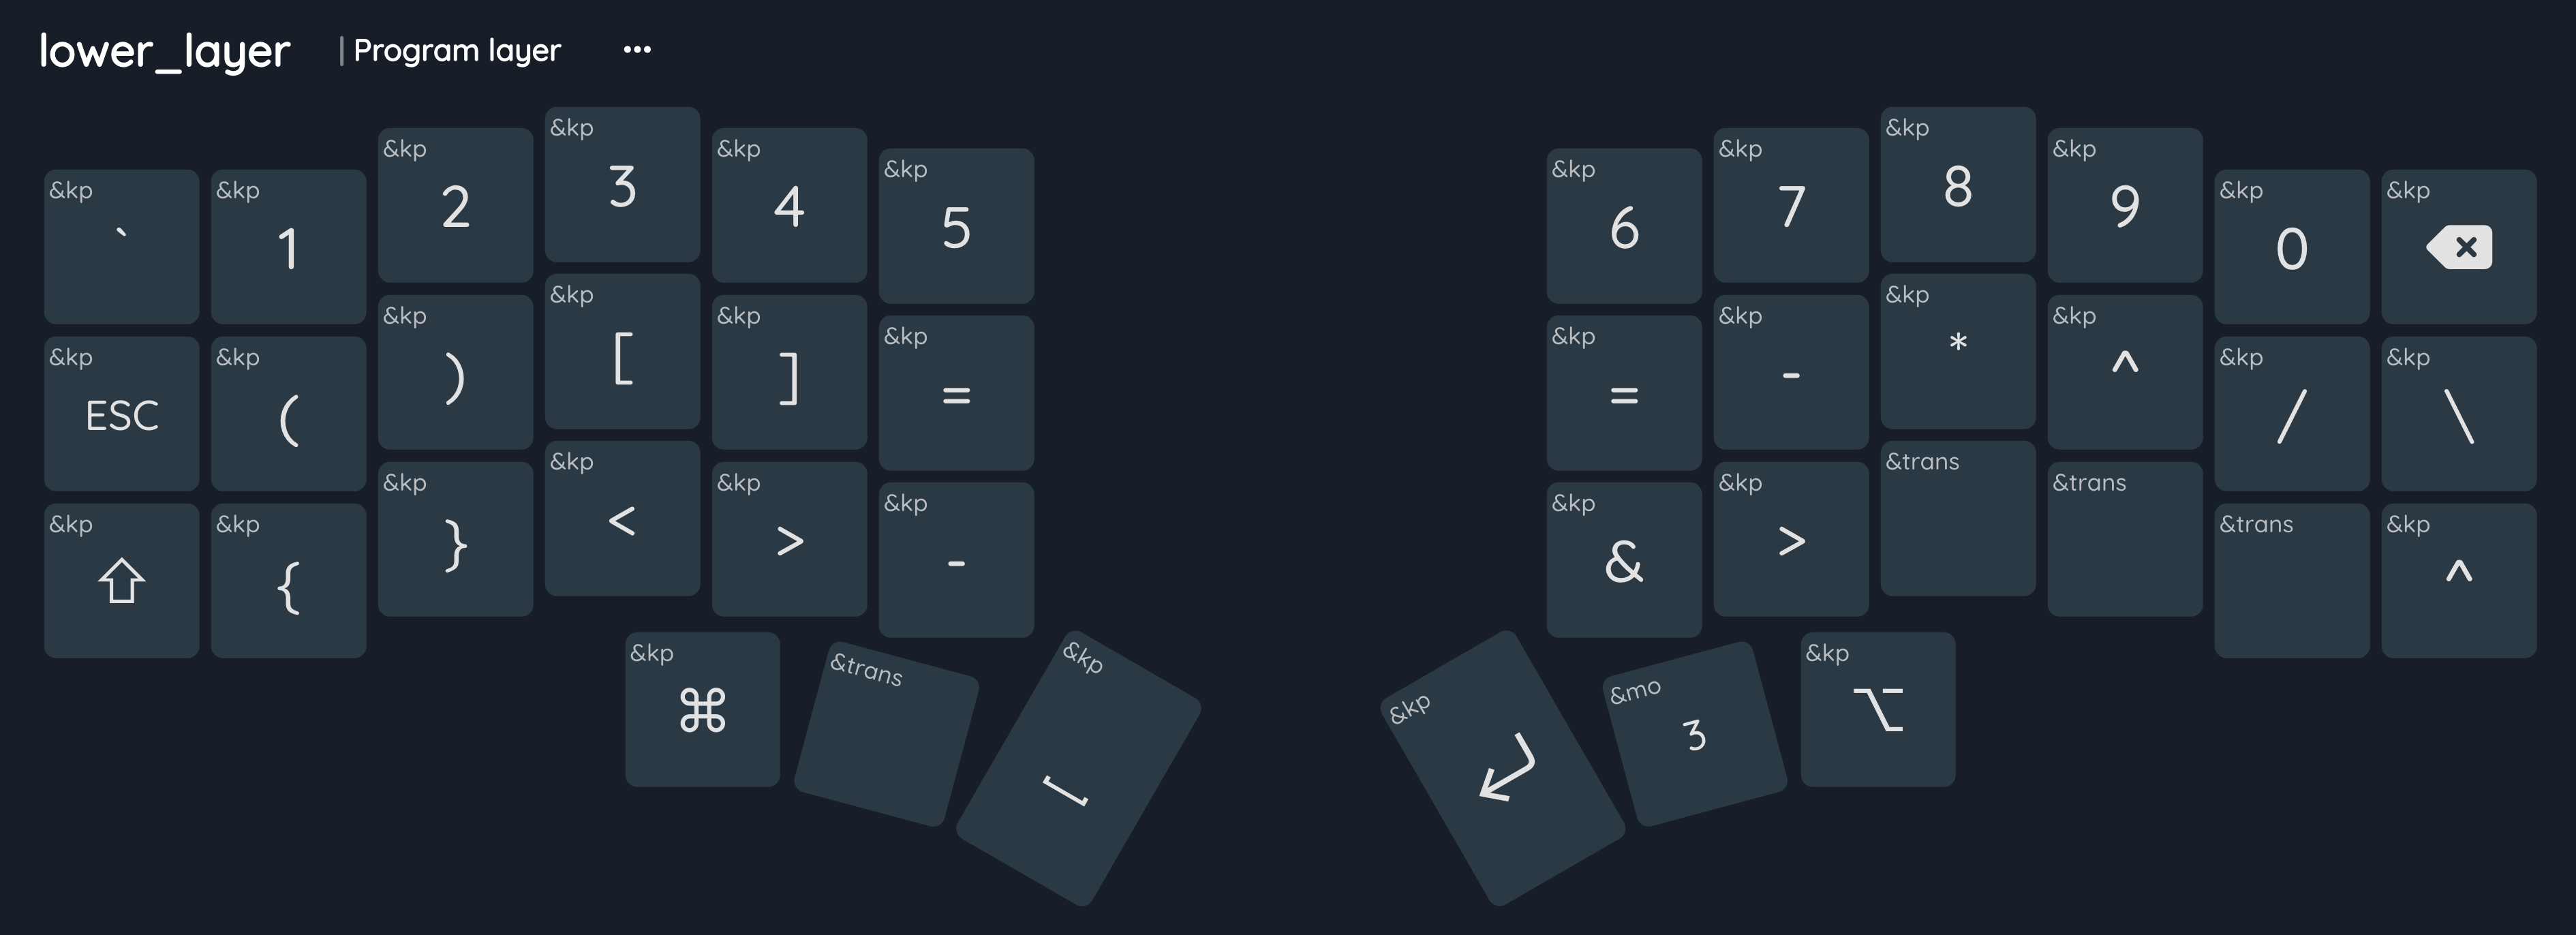 lower_layer | Program layer ...
&kp ` &kp 1 &kp 2 &kp 3 &kp 4 &kp 5 &kp 6 &kp 7 &kp 8 &kp 9 &kp 0 &kp
&kp ESC &kp ( &kp ) &kp [ &kp ] &kp = &kp = &kp - &kp * &kp ^ &kp / &kp \
&kp ⇧ &kp { &kp } &kp < &kp > &kp - &kp & &kp > &trans &trans &trans &kp ^
&kp ⌘ &trans &kp &kp &mo 3 &kp ⌥